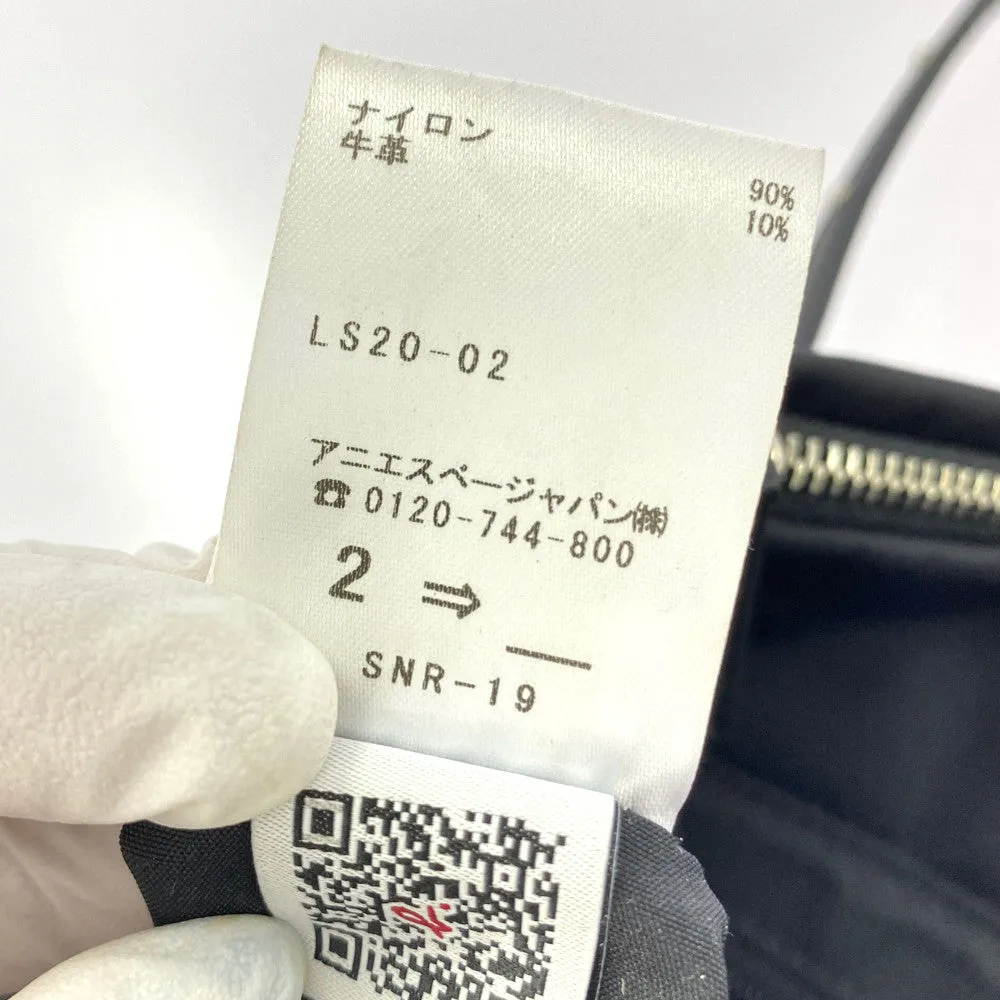 ナイロン 90%
牛革 10%
LS20-02
アニエスベージャパン㈱
☎ 0120-744-800
2 ⇒ __
SNR-19
b.